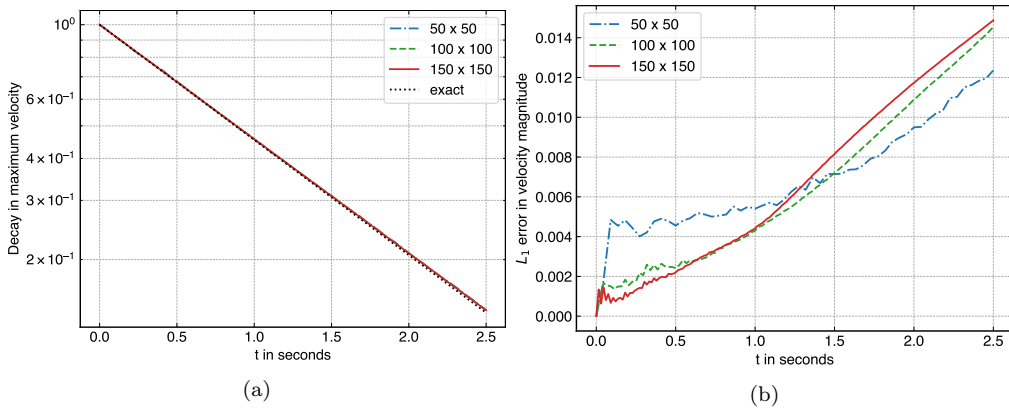 10⁰
6 × 10⁻¹
4 × 10⁻¹
3 × 10⁻¹
2 × 10⁻¹
Decay in maximum velocity
50 x 50
100 x 100
150 x 150
exact
0.0 0.5 1.0 1.5 2.0 2.5
t in seconds
(a)
0.014
0.012
0.010
0.008
0.006
0.004
0.002
0.000
L₁ error in velocity magnitude
50 x 50
100 x 100
150 x 150
0.0 0.5 1.0 1.5 2.0 2.5
t in seconds
(b)